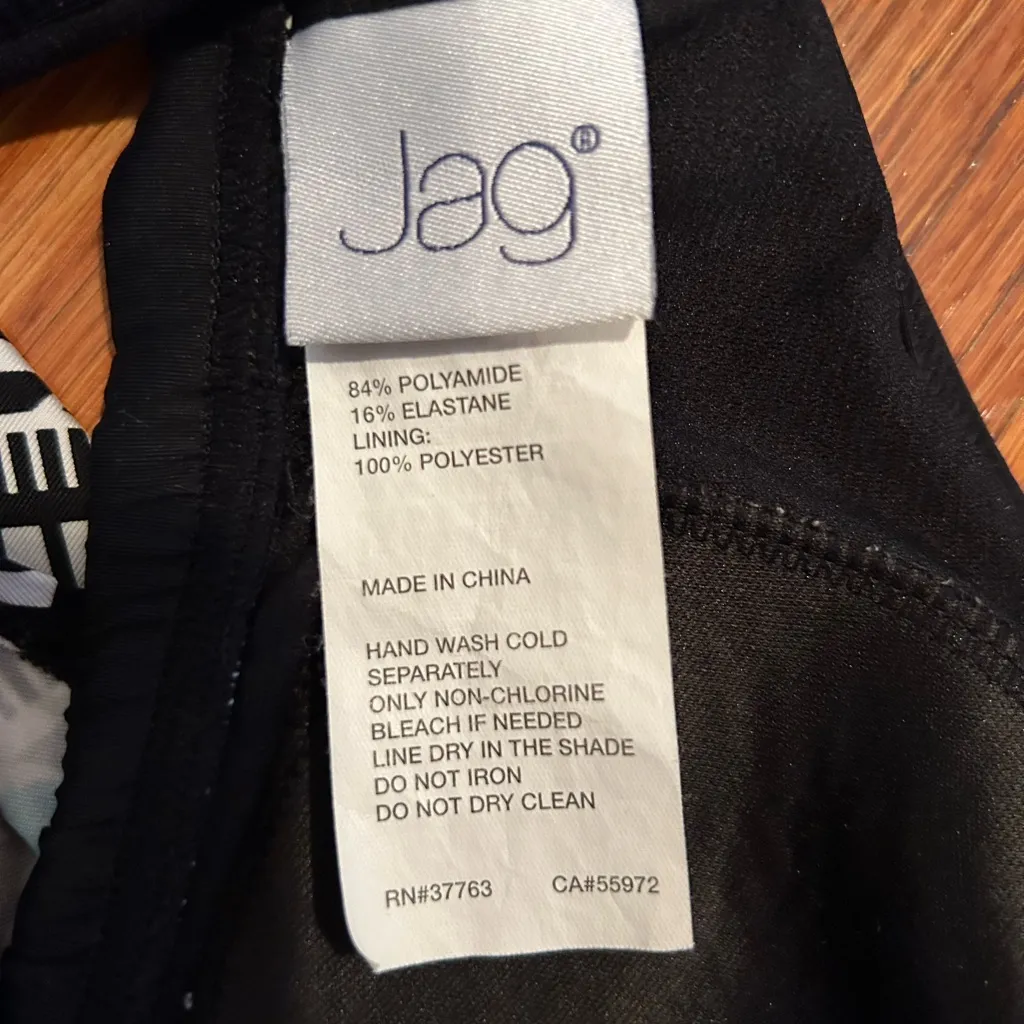 Jag®
84% POLYAMIDE
16% ELASTANE
LINING:
100% POLYESTER
MADE IN CHINA
HAND WASH COLD
SEPARATELY
ONLY NON-CHLORINE
BLEACH IF NEEDED
LINE DRY IN THE SHADE
DO NOT IRON
DO NOT DRY CLEAN
RN#37763 CA#55972